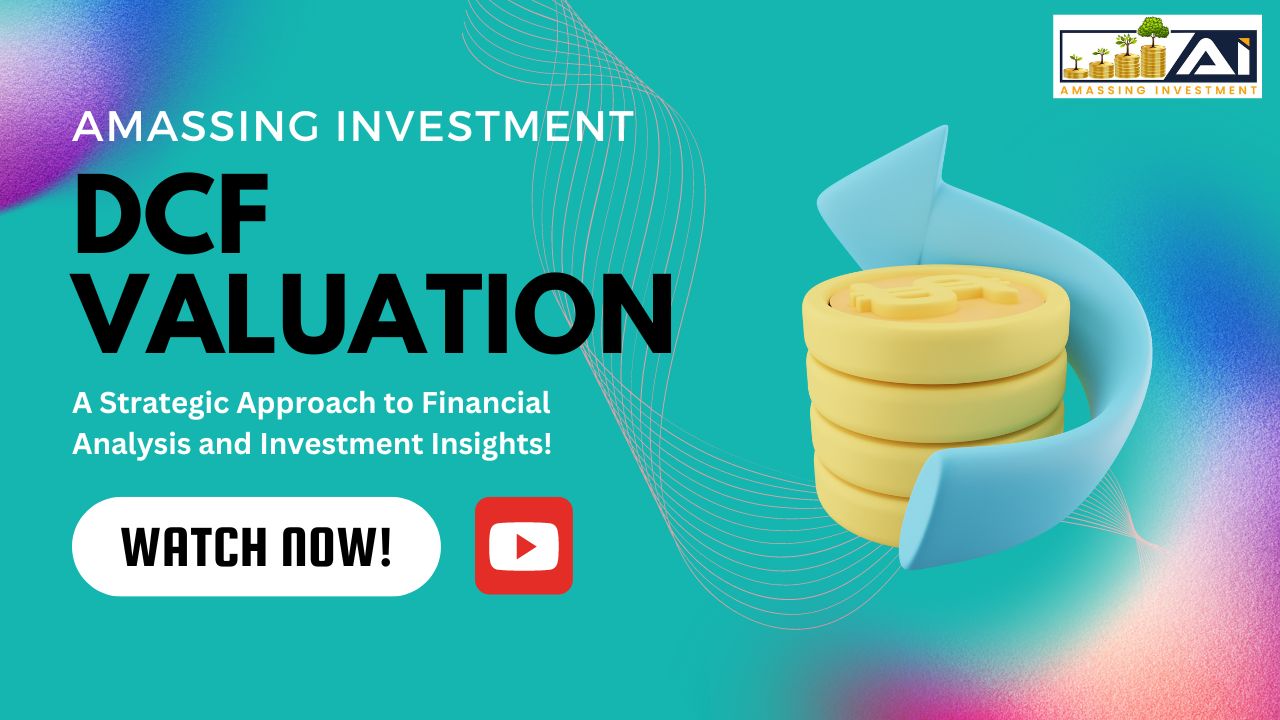 AI
AMASSING INVESTMENT
AMASSING INVESTMENT
DCF
VALUATION
A Strategic Approach to Financial
Analysis and Investment Insights!
WATCH NOW!